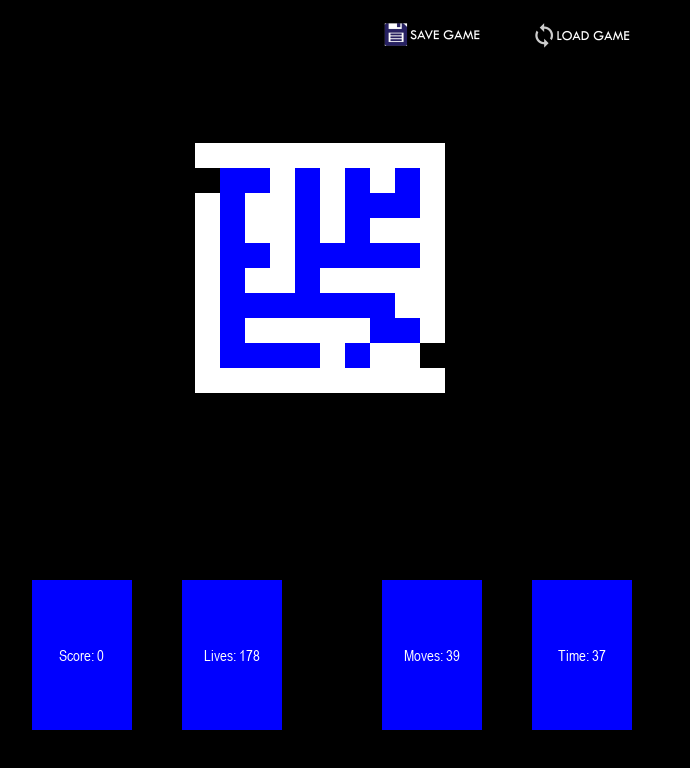 SAVE GAME
LOAD GAME
Score: 0
Lives: 178
Moves: 39
Time: 37